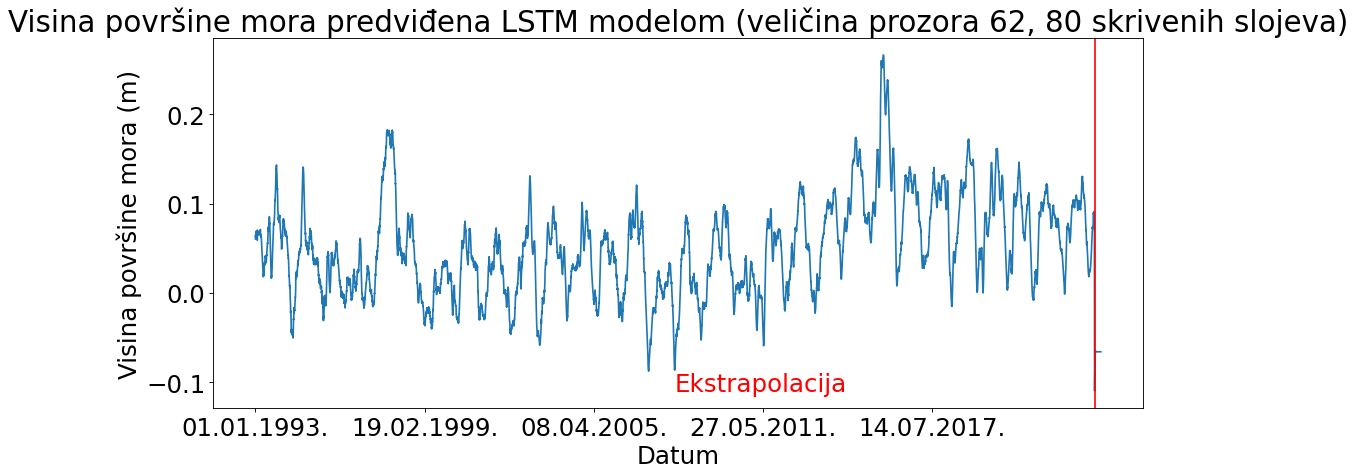 Visina površine mora predviđena LSTM modelom (veličina prozora 62, 80 skrivenih slojeva)
Visina površine mora (m)
0.2
0.1
0.0
−0.1
Ekstrapolacija
01.01.1993. 19.02.1999. 08.04.2005. 27.05.2011. 14.07.2017.
Datum